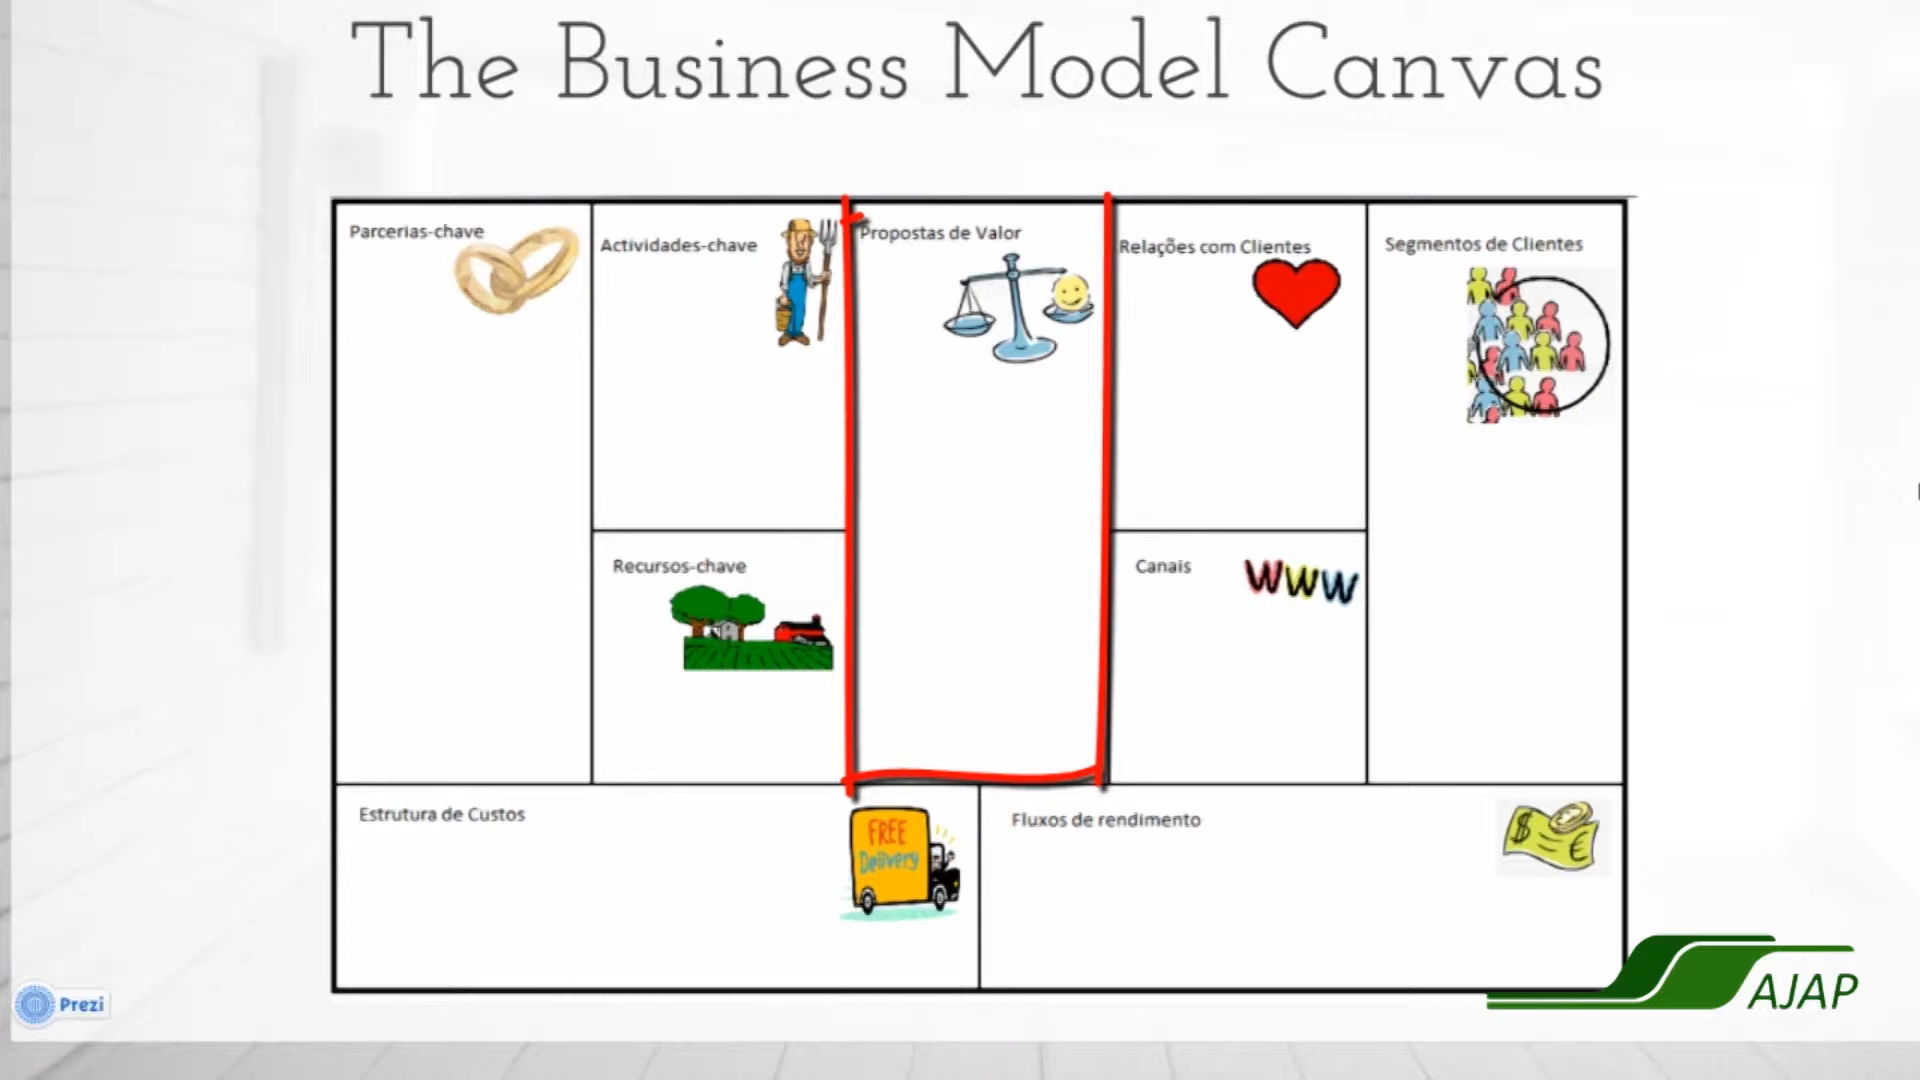 The Business Model Canvas
Parcerias-chave
Actividades-chave
Propostas de Valor
Relações com Clientes
Segmentos de Clientes
Recursos-chave
Canais
WWW
Estrutura de Custos
FREE
Delivery
Fluxos de rendimento
$
€
Prezi
AJAP